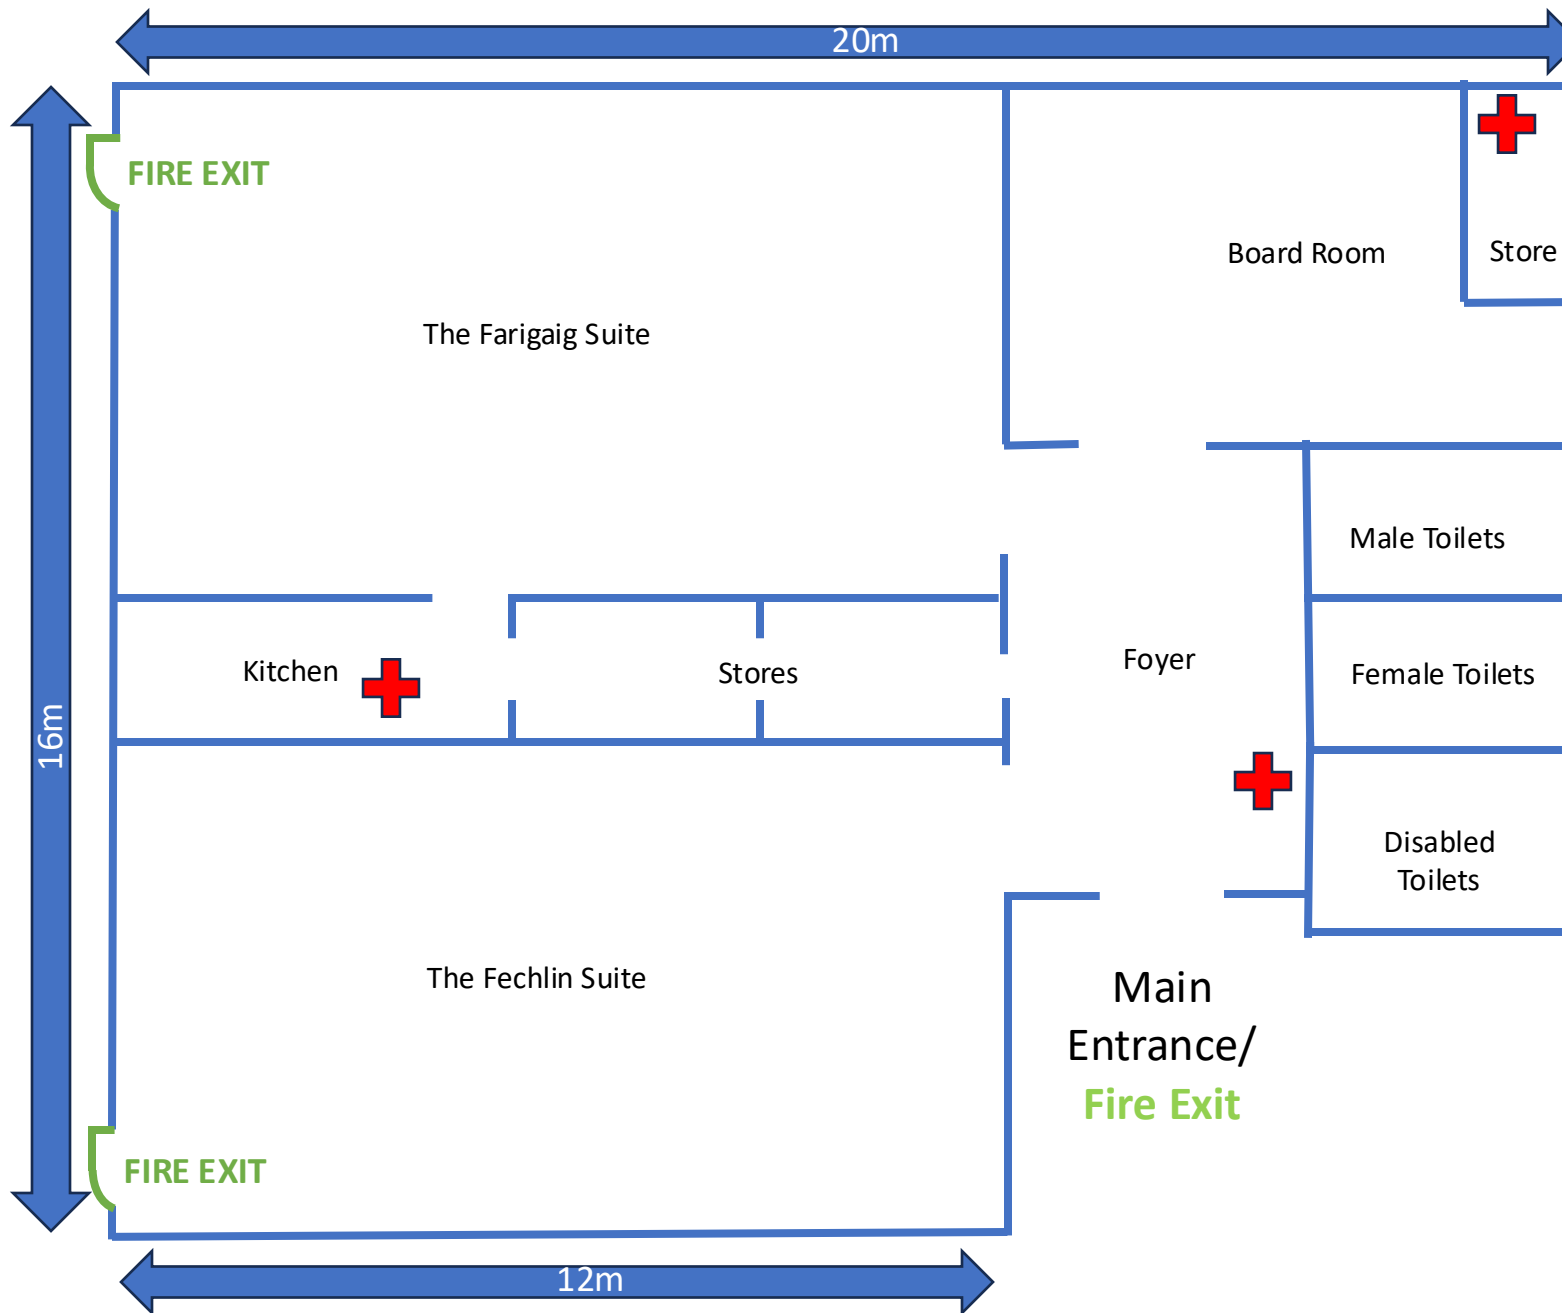 20m
FIRE EXIT
Board Room
Store
The Farigaig Suite
Male Toilets
Kitchen
Stores
Foyer
Female Toilets
16m
Disabled
Toilets
The Fechlin Suite
Main
Entrance/
Fire Exit
FIRE EXIT
12m